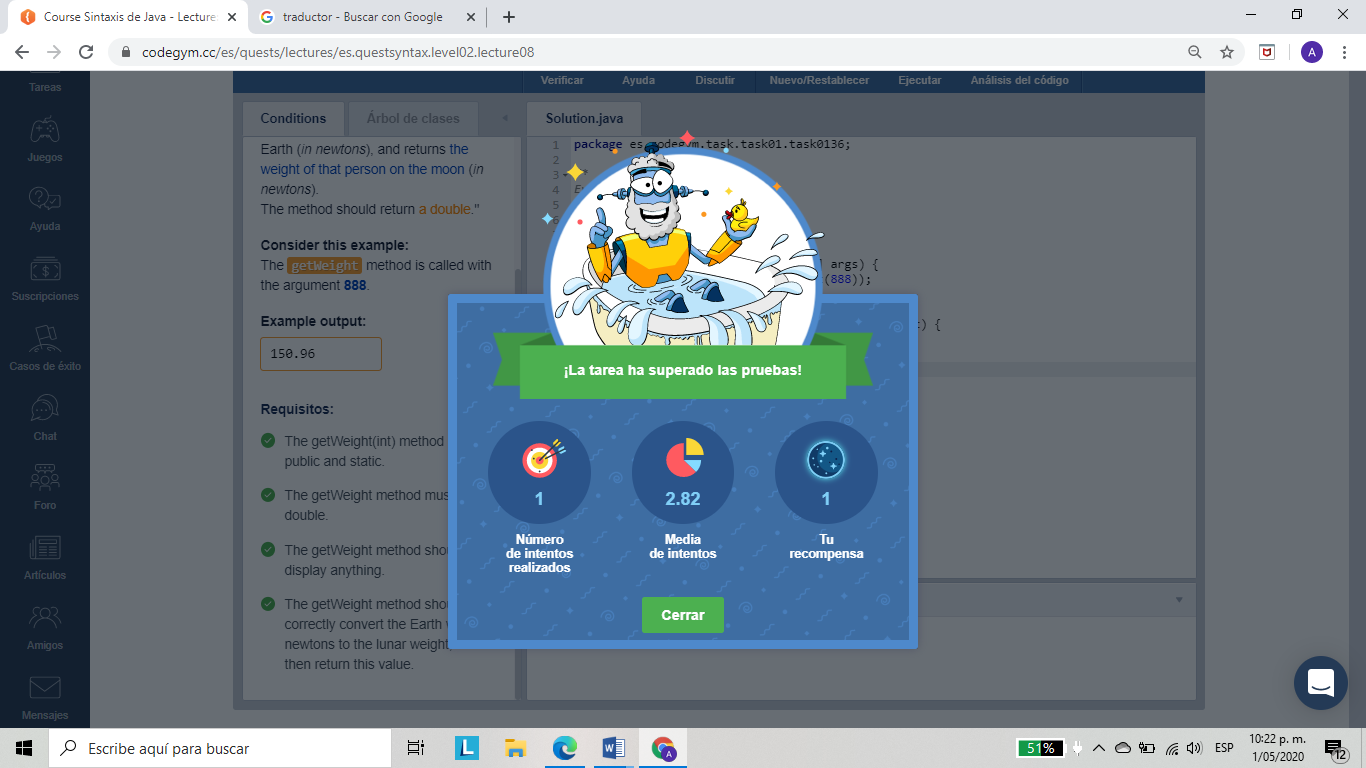 Course Sintaxis de Java - Lecture
traductor - Buscar con Google
codegym.cc/es/quests/lectures/es.questsyntax.level02.lecture08
A
Tareas
Juegos
Ayuda
Suscripciones
Casos de éxito
Chat
Foro
Artículos
Amigos
Mensajes
Verificar Ayuda Discutir Nuevo/Restablecer Ejecutar Análisis del código
Conditions
Árbol de clases
Earth (in newtons), and returns the
weight of that person on the moon (in
newtons).
The method should return a double."
Consider this example:
The getWeight method is called with
the argument 888.
Example output:
150.96
Requisitos:
The getWeight(int) method
public and static.
The getWeight method mus
double.
The getWeight method sho
display anything.
The getWeight method shou
correctly convert the Earth
newtons to the lunar weight
then return this value.
Solution.java
1 package es.codegym.task.task01.task0136;
2
3
4
5
args) {
(888));
) {
¡La tarea ha superado las pruebas!
1
Número
de intentos
realizados
2.82
Media
de intentos
1
Tu
recompensa
Cerrar
Escribe aquí para buscar
L
A
51%
ESP
10:22 p. m.
1/05/2020
12